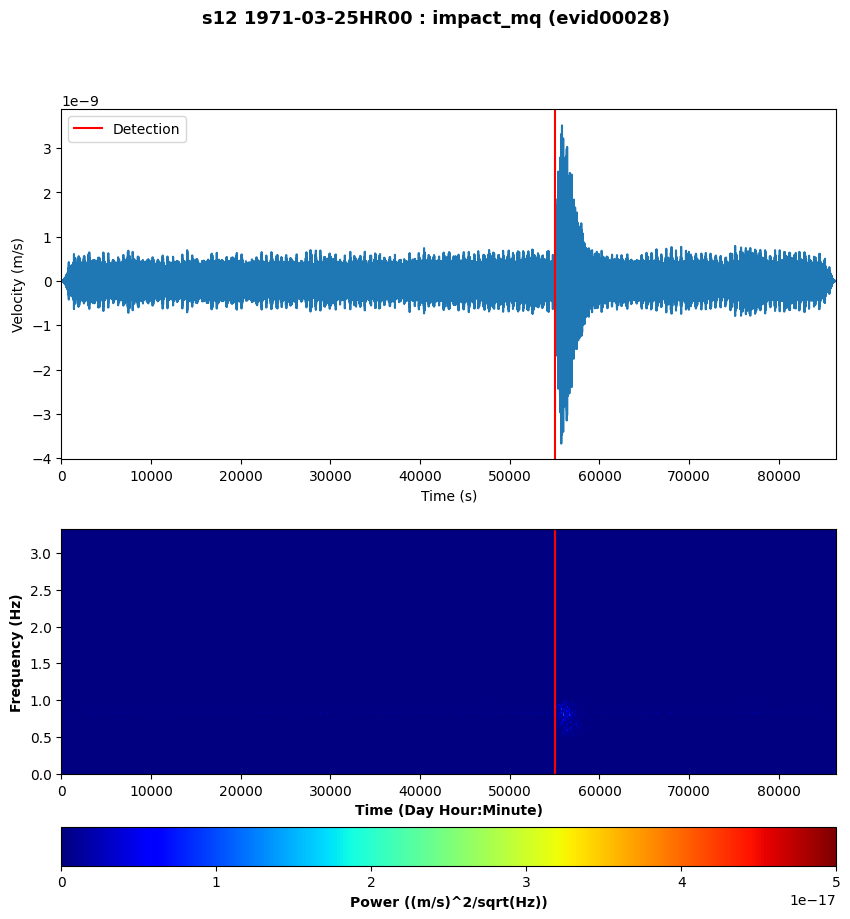 s12 1971-03-25HR00 : impact_mq (evid00028)
1e−9
Detection
3
2
1
0
−1
−2
−3
−4
Velocity (m/s)
0 10000 20000 30000 40000 50000 60000 70000 80000
Time (s)
3.0
2.5
2.0
1.5
1.0
0.5
0.0
Frequency (Hz)
0 10000 20000 30000 40000 50000 60000 70000 80000
Time (Day Hour:Minute)
0 1 2 3 4 5
1e−17
Power ((m/s)^2/sqrt(Hz))